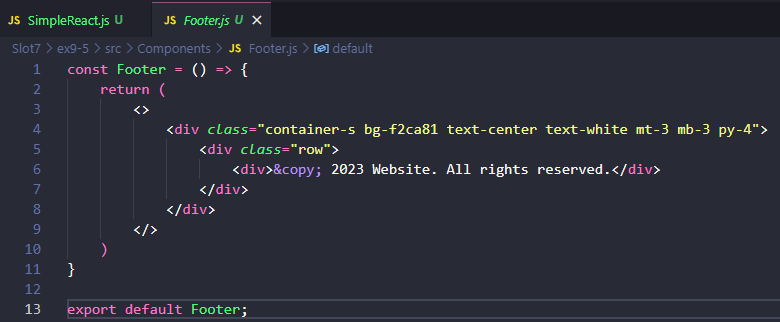 JS SimpleReact.js U JS Footer.js U ×
Slot7 > ex9-5 > src > Components > JS Footer.js > default
1 const Footer = () => {
2     return (
3         <>
4             <div class="container-s bg-f2ca81 text-center text-white mt-3 mb-3 py-4">
5                 <div class="row">
6                     <div>&copy; 2023 Website. All rights reserved.</div>
7                 </div>
8             </div>
9         </>
10     )
11 }
12
13 export default Footer;